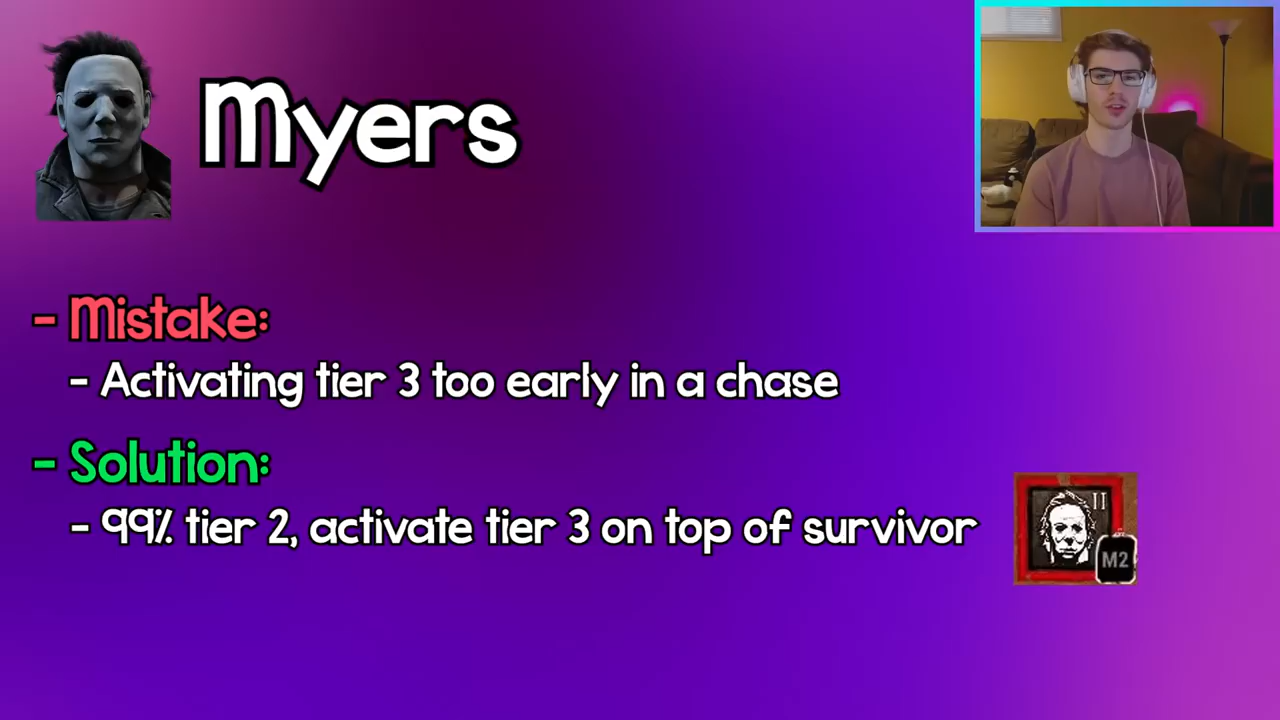 Myers
- Mistake:
- Activating tier 3 too early in a chase
- Solution:
- 99% tier 2, activate tier 3 on top of survivor
II
M2